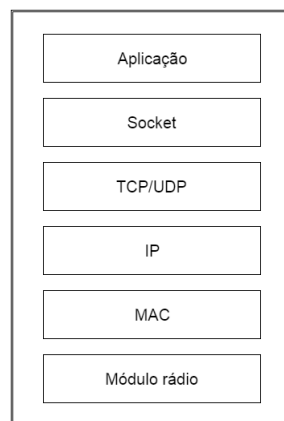 Aplicação
Socket
TCP/UDP
IP
MAC
Módulo rádio